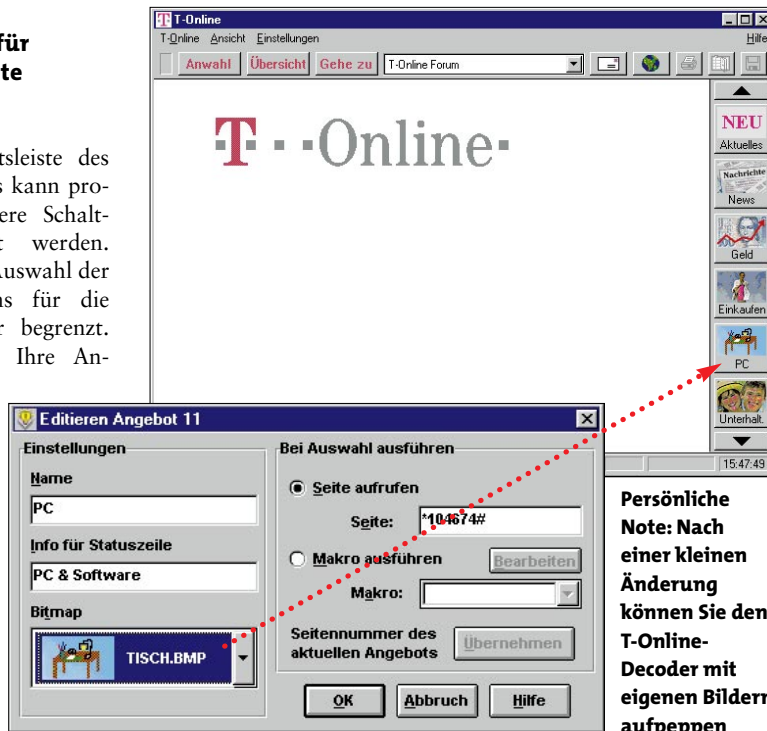 für
te
tsleiste des
s kann pro-
ere Schalt-
t werden.
Auswahl der
ns für die
r begrenzt.
Ihre An-
T-Online
T-Online Ansicht Einstellungen Hilfe
Anwahl Übersicht Gehe zu T-Online Forum
T··Online·
NEU
Aktuelles
Nachrichte
News
Geld
Einkaufen
PC
Unterhalt.
15:47:49
Editieren Angebot 11
Einstellungen
Name
PC
Info für Statuszeile
PC & Software
Bitmap
TISCH.BMP
Bei Auswahl ausführen
Seite aufrufen
Seite: *104674#
Makro ausführen Bearbeiten
Makro:
Seitennummer des
aktuellen Angebots Übernehmen
OK Abbruch Hilfe
Persönliche
Note: Nach
einer kleinen
Änderung
können Sie den
T-Online-
Decoder mit
eigenen Bildern
aufpeppen